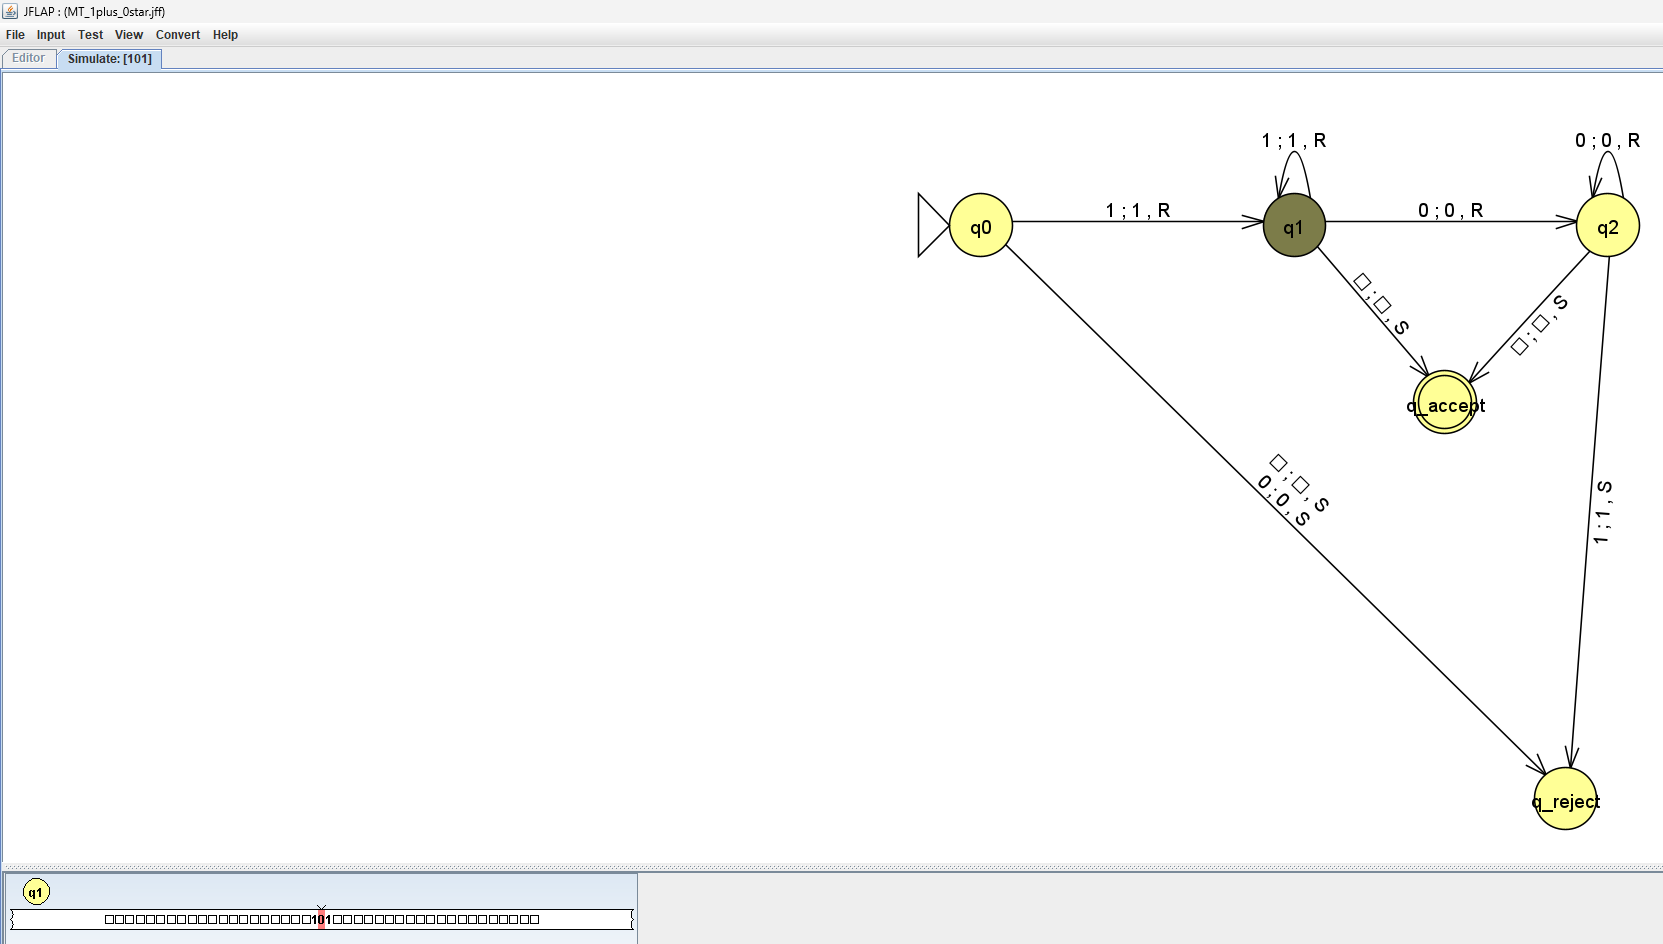 JFLAP : (MT_1plus_0star.jff)
File Input Test View Convert Help
Editor Simulate: [101]
1 ; 1 , R
0 ; 0 , R
q0
1 ; 1 , R
q1
0 ; 0 , R
q2
□ ; □ , S
□ ; □ , S
q_accept
□ ; □ , S
0 ; 0 , S
1 ; 1 , S
q_reject
q1
□□□□□□□□□□□□□□□□□□□□101□□□□□□□□□□□□□□□□□□□□